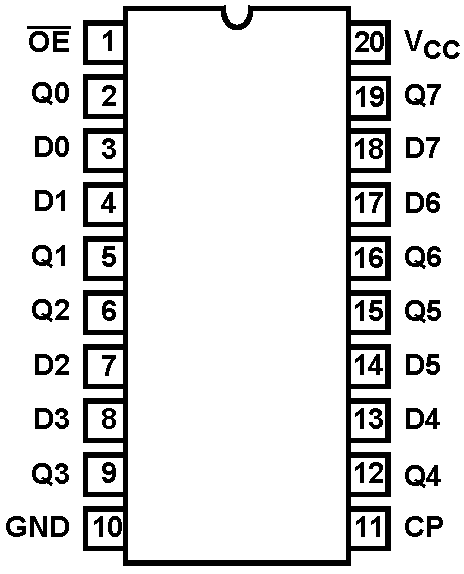 O̅E̅ 1 20 VCC
Q0 2 19 Q7
D0 3 18 D7
D1 4 17 D6
Q1 5 16 Q6
Q2 6 15 Q5
D2 7 14 D5
D3 8 13 D4
Q3 9 12 Q4
GND 10 11 CP